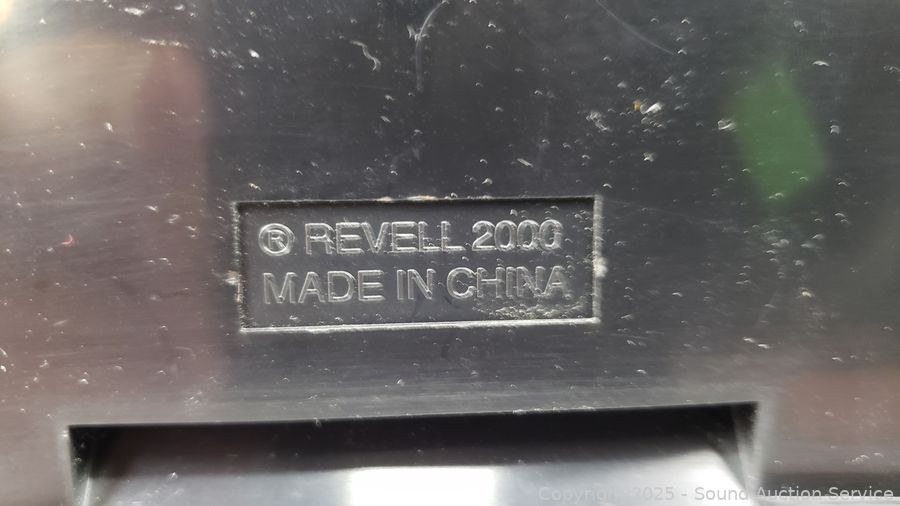 ® REVELL 2000
MADE IN CHINA
Copyright 2025 - Sound Auction Service